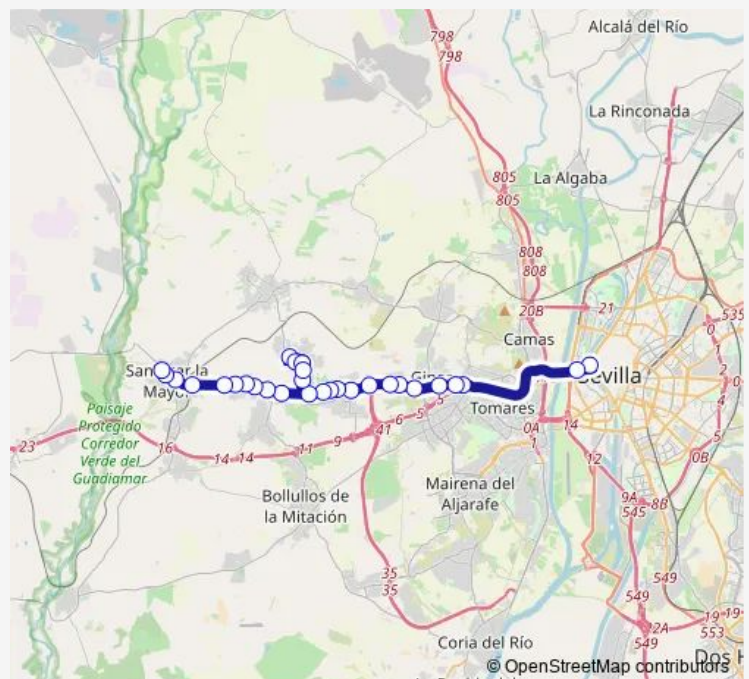 798
798
Alcalá del Río
La Rinconada
La Algaba
805
805
808
808
20B
21
535
0
1
2
0
4
5
0B
Camas
Sevilla
Tomares
0A
1
14
12
9A
545
8B
Paisaje
Protegido
Corredor
Verde del
Guadiamar
23
16
14 14
11
9
41
6
5
Bollullos de
la Mitación
Mairena del
Aljarafe
35
35
549
549
2A
549
19
19
553
Coria del Río
Dos H
© OpenStreetMap contributors